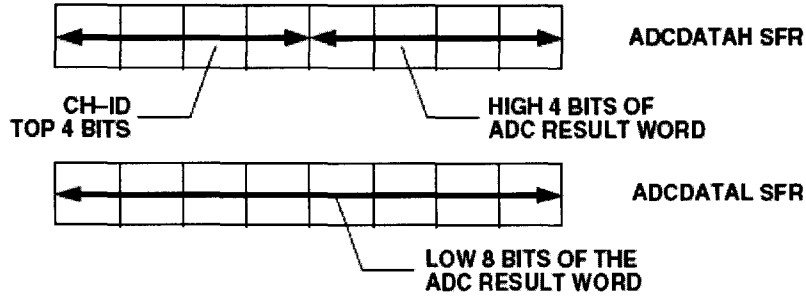 ADCDATAH SFR
CH–ID
TOP 4 BITS
HIGH 4 BITS OF
ADC RESULT WORD
ADCDATAL SFR
LOW 8 BITS OF THE
ADC RESULT WORD